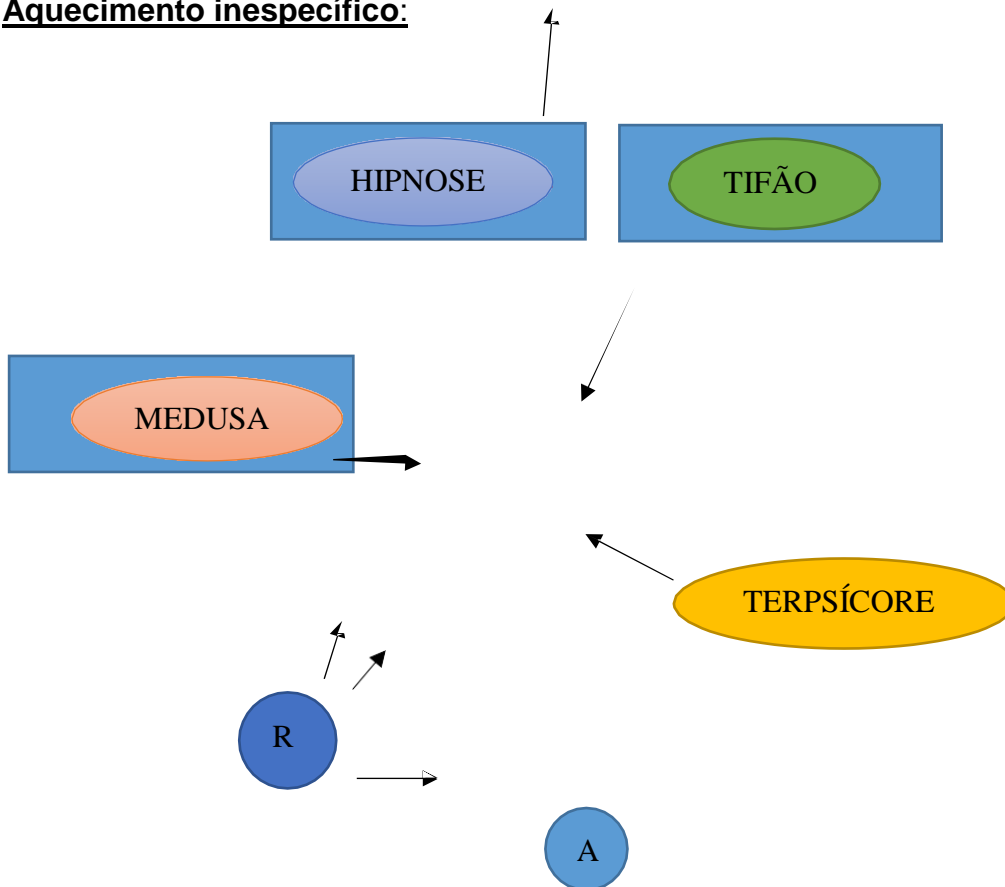 Aquecimento inespecífico:
HIPNOSE
TIFÃO
MEDUSA
TERPSÍCORE
R
A